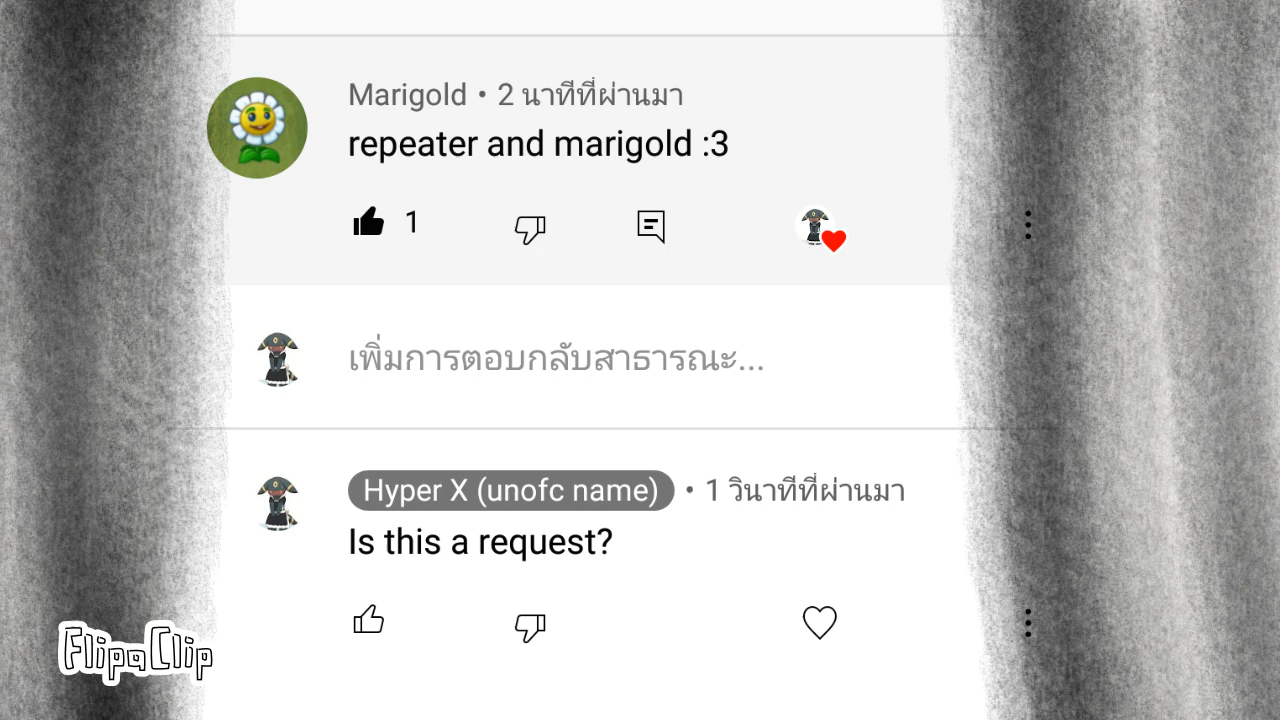 Marigold • 2 นาทีที่ผ่านมา
repeater and marigold :3
1
เพิ่มการตอบกลับสาธารณะ...
Hyper X (unofc name) • 1 วินาทีที่ผ่านมา
Is this a request?
FlipaClip